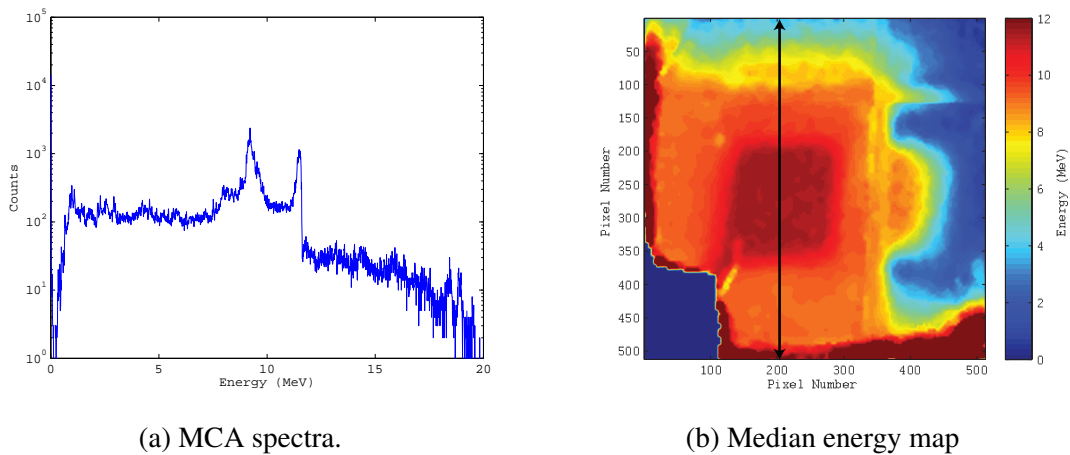 10^5
10^4
10^3
10^2
10^1
10^0
Counts
0 5 10 15 20
Energy (MeV)
(a) MCA spectra.
50
100
150
200
250
300
350
400
450
500
Pixel Number
100 200 300 400 500
Pixel Number
12
10
8
6
4
2
0
Energy (MeV)
(b) Median energy map